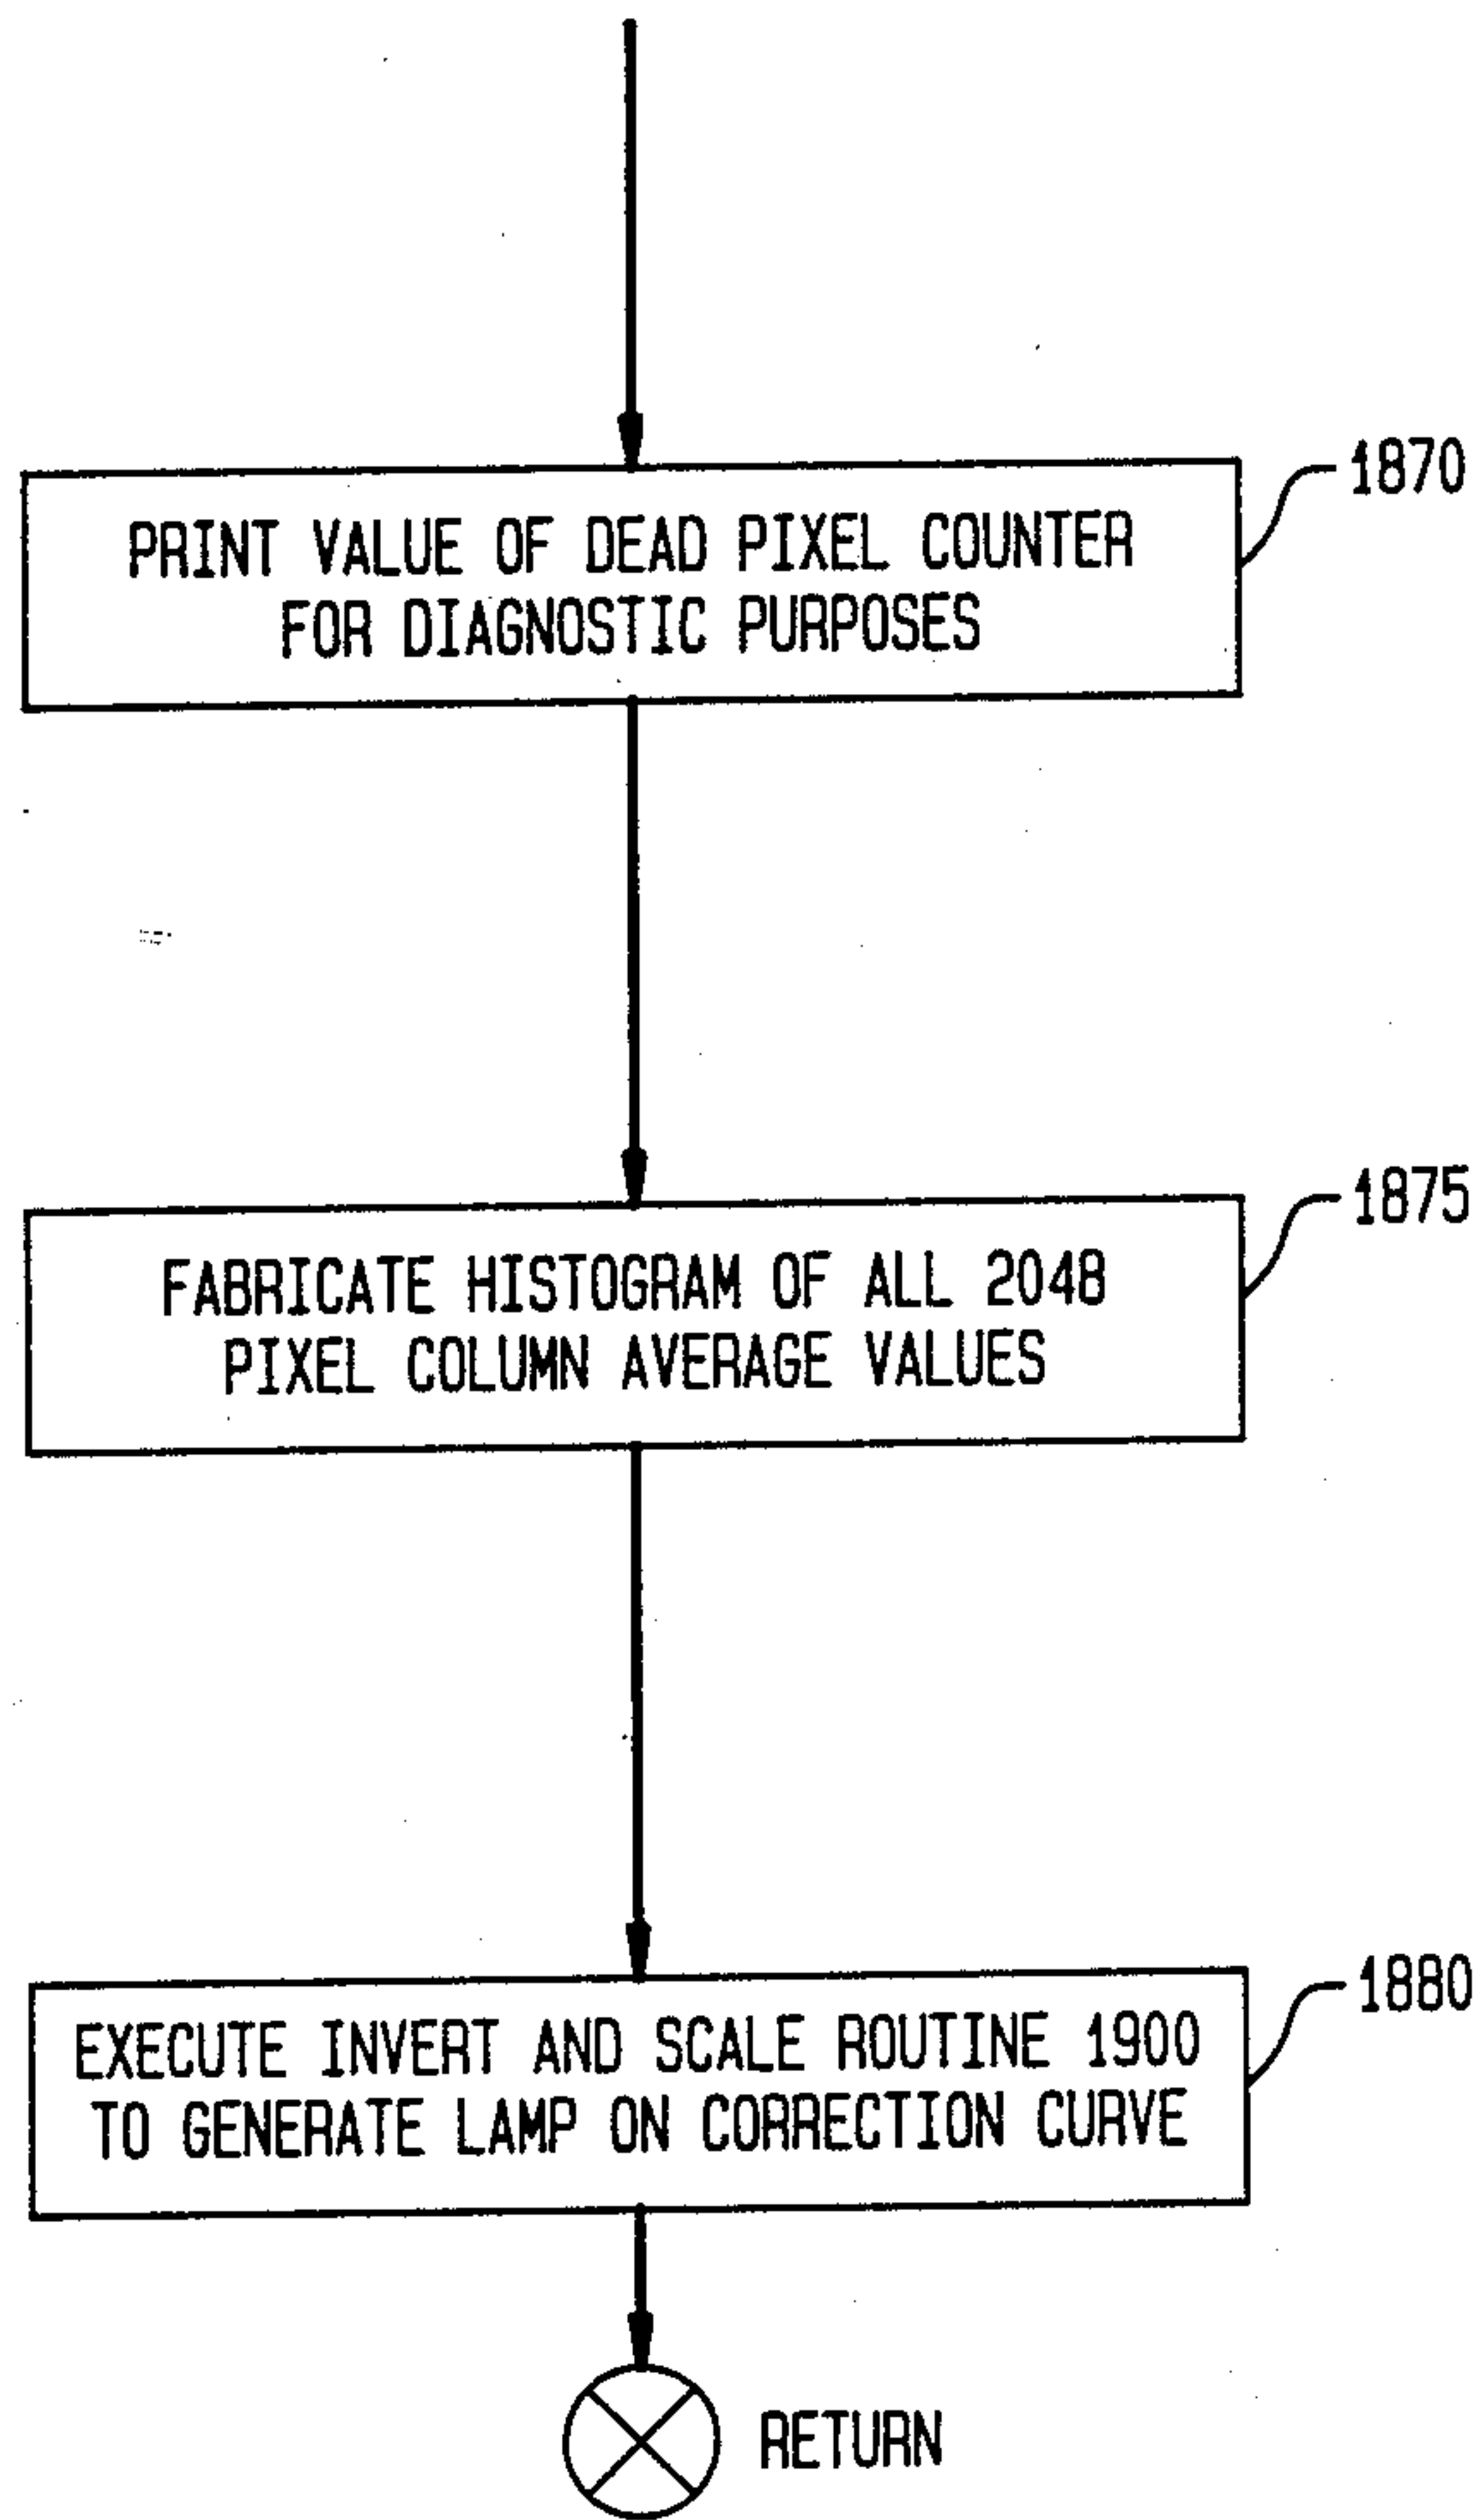 1870
PRINT VALUE OF DEAD PIXEL COUNTER
FOR DIAGNOSTIC PURPOSES
1875
FABRICATE HISTOGRAM OF ALL 2048
PIXEL COLUMN AVERAGE VALUES
1880
EXECUTE INVERT AND SCALE ROUTINE 1900
TO GENERATE LAMP ON CORRECTION CURVE
RETURN